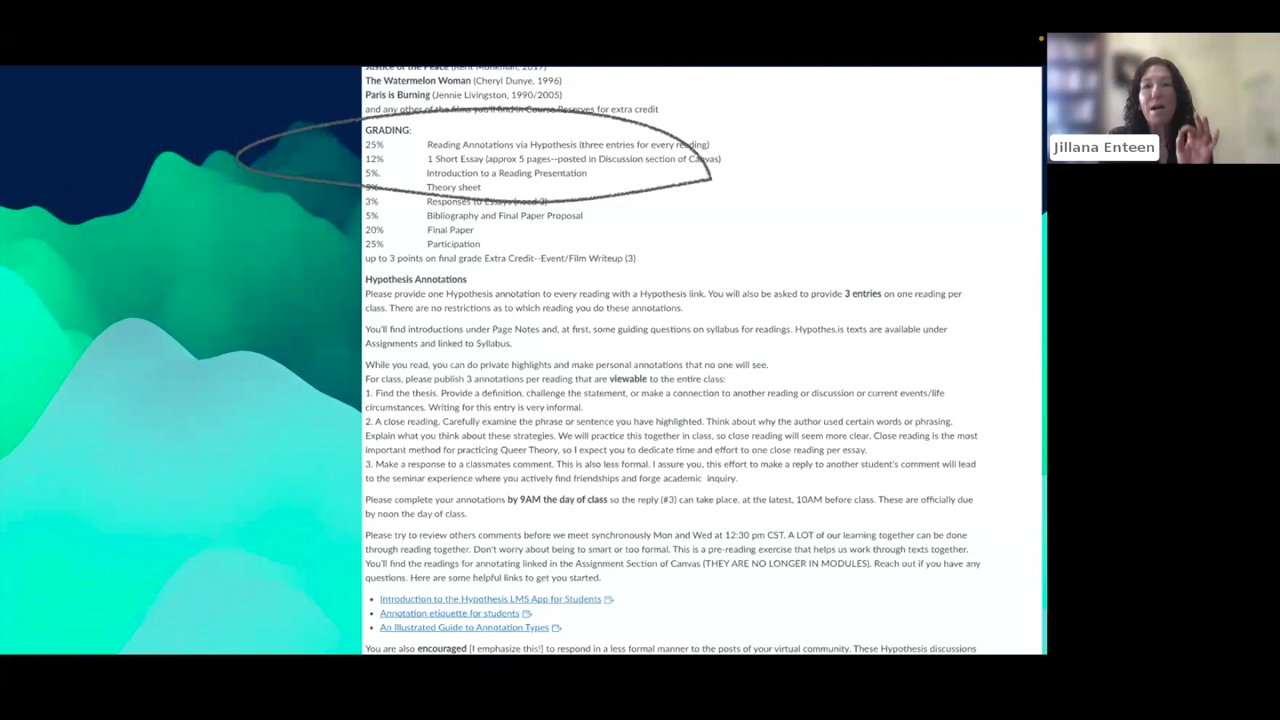 Justice of the Peace (Kent Monkman, 2017)
The Watermelon Woman (Cheryl Dunye, 1996)
Paris is Burning (Jennie Livingston, 1990/2005)
and any other of the films you'll find in Course Reserves for extra credit
GRADING:
25% Reading Annotations via Hypothesis (three entries for every reading)
12% 1 Short Essay (approx 5 pages--posted in Discussion section of Canvas)
5%. Introduction to a Reading Presentation
5% Theory sheet
3% Responses to Essays (need 3)
5% Bibliography and Final Paper Proposal
20% Final Paper
25% Participation
up to 3 points on final grade Extra Credit--Event/Film Writeup (3)
Hypothesis Annotations
Please provide one Hypothesis annotation to every reading with a Hypothesis link. You will also be asked to provide 3 entries on one reading per
class. There are no restrictions as to which reading you do these annotations.
You'll find introductions under Page Notes and, at first, some guiding questions on syllabus for readings. Hypothes.is texts are available under
Assignments and linked to Syllabus.
While you read, you can do private highlights and make personal annotations that no one will see.
For class, please publish 3 annotations per reading that are viewable to the entire class:
1. Find the thesis. Provide a definition, challenge the statement, or make a connection to another reading or discussion or current events/life
circumstances. Writing for this entry is very informal.
2. A close reading. Carefully examine the phrase or sentence you have highlighted. Think about why the author used certain words or phrasing.
Explain what you think about these strategies. We will practice this together in class, so close reading will seem more clear. Close reading is the most
important method for practicing Queer Theory, so I expect you to dedicate time and effort to one close reading per essay.
3. Make a response to a classmates comment. This is also less formal. I assure you, this effort to make a reply to another student's comment will lead
to the seminar experience where you actively find friendships and forge academic inquiry.
Please complete your annotations by 9AM the day of class so the reply (#3) can take place, at the latest, 10AM before class. These are officially due
by noon the day of class.
Please try to review others comments before we meet synchronously Mon and Wed at 12:30 pm CST. A LOT of our learning together can be done
through reading together. Don't worry about being to smart or too formal. This is a pre-reading exercise that helps us work through texts together.
You'll find the readings for annotating linked in the Assignment Section of Canvas (THEY ARE NO LONGER IN MODULES). Reach out if you have any
questions. Here are some helpful links to get you started.
• Introduction to the Hypothesis LMS App for Students
• Annotation etiquette for students
• An Illustrated Guide to Annotation Types
You are also encouraged [I emphasize this!] to respond in a less formal manner to the posts of your virtual community. These Hypothesis discussions
Jillana Enteen